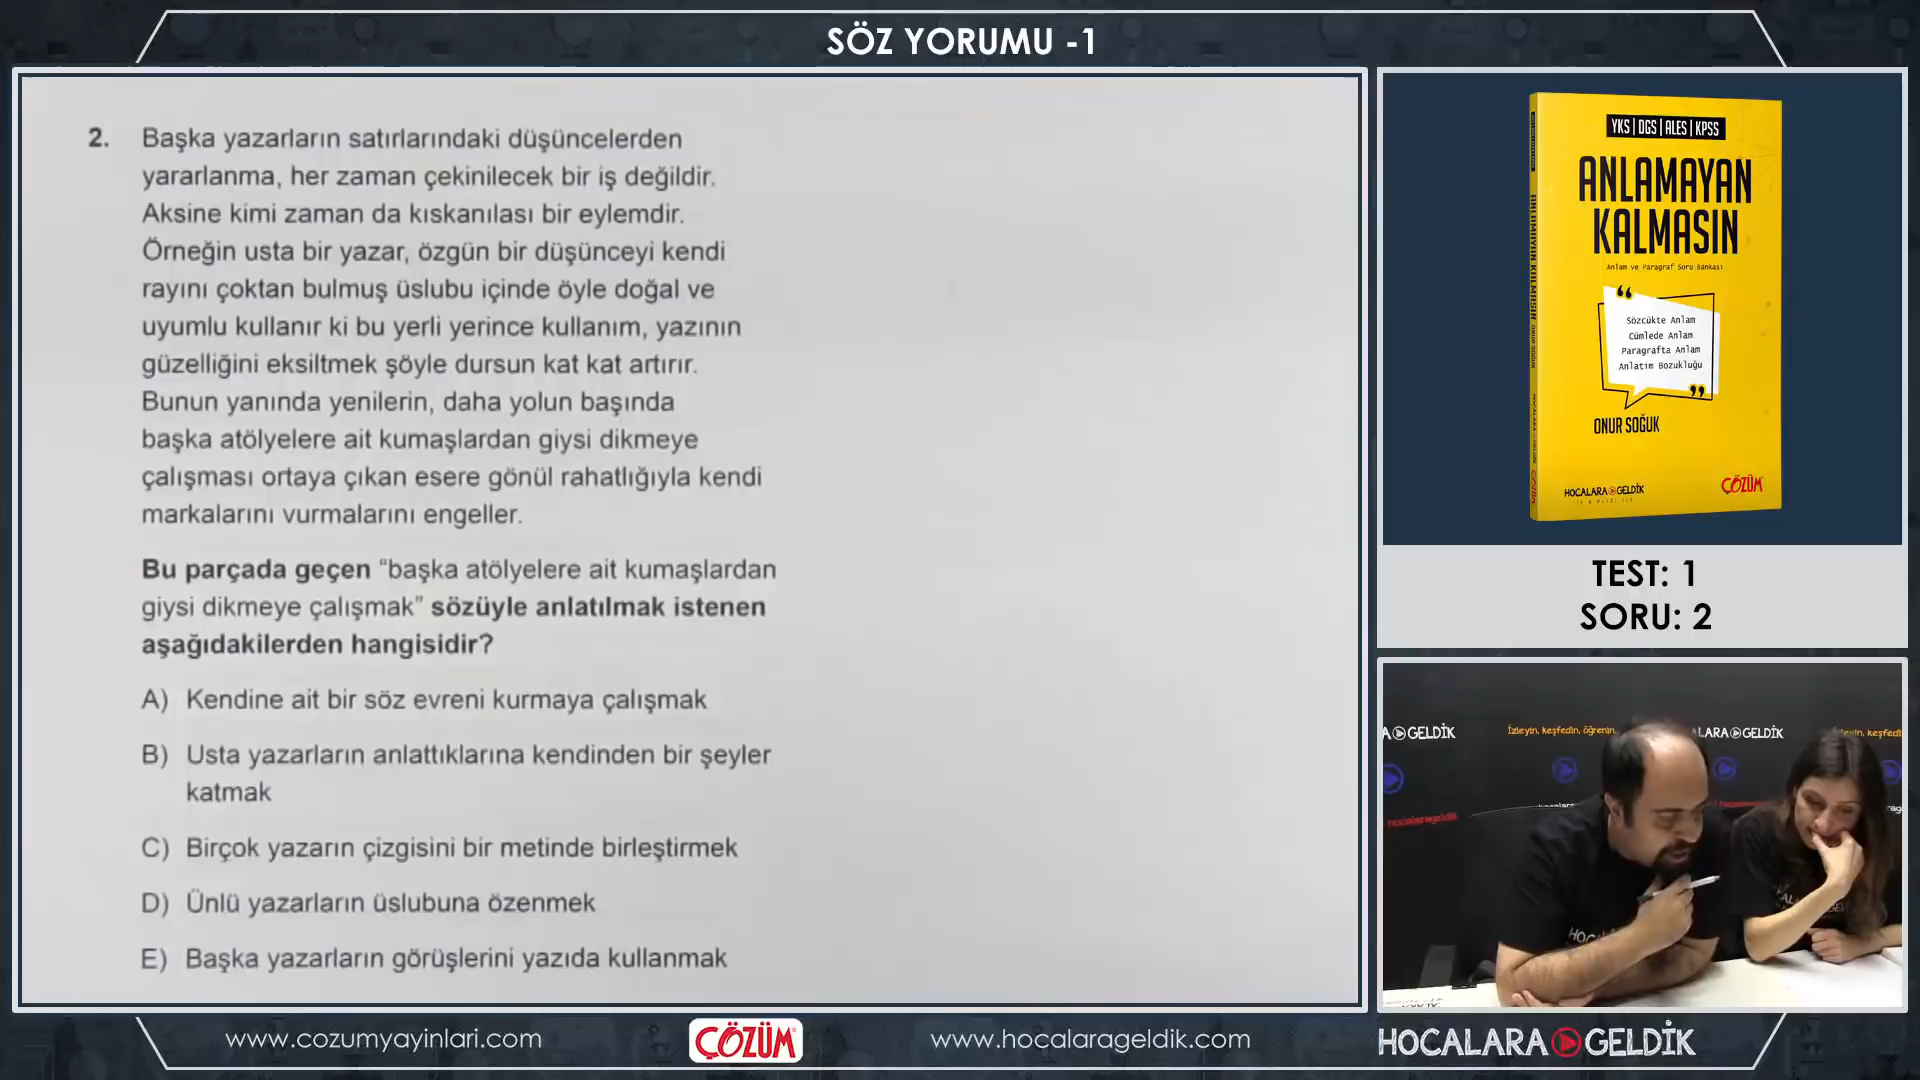 SÖZ YORUMU -1
2. Başka yazarların satırlarındaki düşüncelerden
yararlanma, her zaman çekinilecek bir iş değildir.
Aksine kimi zaman da kıskanılası bir eylemdir.
Örneğin usta bir yazar, özgün bir düşünceyi kendi
rayını çoktan bulmuş üslubu içinde öyle doğal ve
uyumlu kullanır ki bu yerli yerince kullanım, yazının
güzelliğini eksiltmek şöyle dursun kat kat artırır.
Bunun yanında yenilerin, daha yolun başında
başka atölyelere ait kumaşlardan giysi dikmeye
çalışması ortaya çıkan esere gönül rahatlığıyla kendi
markalarını vurmalarını engeller.
Bu parçada geçen “başka atölyelere ait kumaşlardan
giysi dikmeye çalışmak” sözüyle anlatılmak istenen
aşağıdakilerden hangisidir?
A) Kendine ait bir söz evreni kurmaya çalışmak
B) Usta yazarların anlattıklarına kendinden bir şeyler
katmak
C) Birçok yazarın çizgisini bir metinde birleştirmek
D) Ünlü yazarların üslubuna özenmek
E) Başka yazarların görüşlerini yazıda kullanmak
YKS | DGS | ALES | KPSS
ANLAMAYAN
KALMASIN
Anlam ve Paragraf Soru Bankası
“
Sözcükte Anlam
Cümlede Anlam
Paragrafta Anlam
Anlatım Bozukluğu
”
ONUR SOĞUK
HOCALARA GELDİK
ÇÖZÜM
TEST: 1
SORU: 2
A GELDİK
İzleyin, keşfedin, öğrenin.
LARA GELDİK
hocalarageldik
www.cozumyayinlari.com
ÇÖZÜM
www.hocalarageldik.com
HOCALARA GELDİK